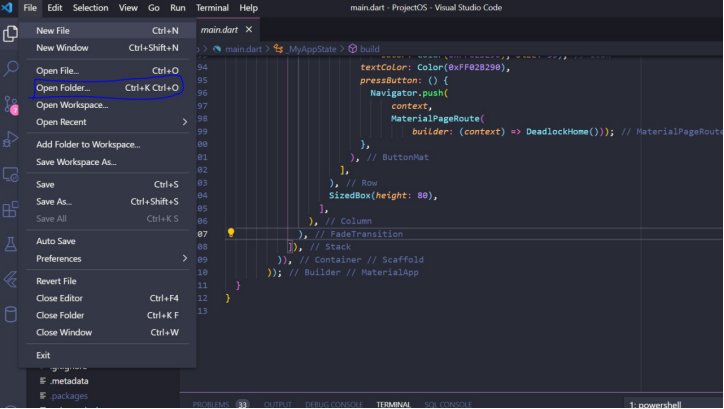 File Edit Selection View Go Run Terminal Help
main.dart - ProjectOS - Visual Studio Code
New File Ctrl+N
New Window Ctrl+Shift+N
Open File... Ctrl+O
Open Folder... Ctrl+K Ctrl+O
Open Workspace...
Open Recent
Add Folder to Workspace...
Save Workspace As...
Save Ctrl+S
Save As... Ctrl+Shift+S
Save All Ctrl+K S
Auto Save
Preferences
Revert File
Close Editor Ctrl+F4
Close Folder Ctrl+K F
Close Window Ctrl+W
Exit
.metadata
.packages
main.dart
main.dart > _MyAppState > build
94 textColor: Color(0xFF028290),
95 pressButton: () {
96 Navigator.push(
97 context,
98 MaterialPageRoute(
99 builder: (context) => DeadlockHome())); // MaterialPageRoute
00 },
01 ), // ButtonMat
02 ],
03 ), // Row
04 SizedBox(height: 80),
05 ],
06 ), // Column
07 ), // FadeTransition
08 ]), // Stack
09 )), // Container // Scaffold
10 )); // Builder // MaterialApp
11 }
12 }
13
PROBLEMS 33 OUTPUT DEBUG CONSOLE TERMINAL SQL CONSOLE
1: powershell